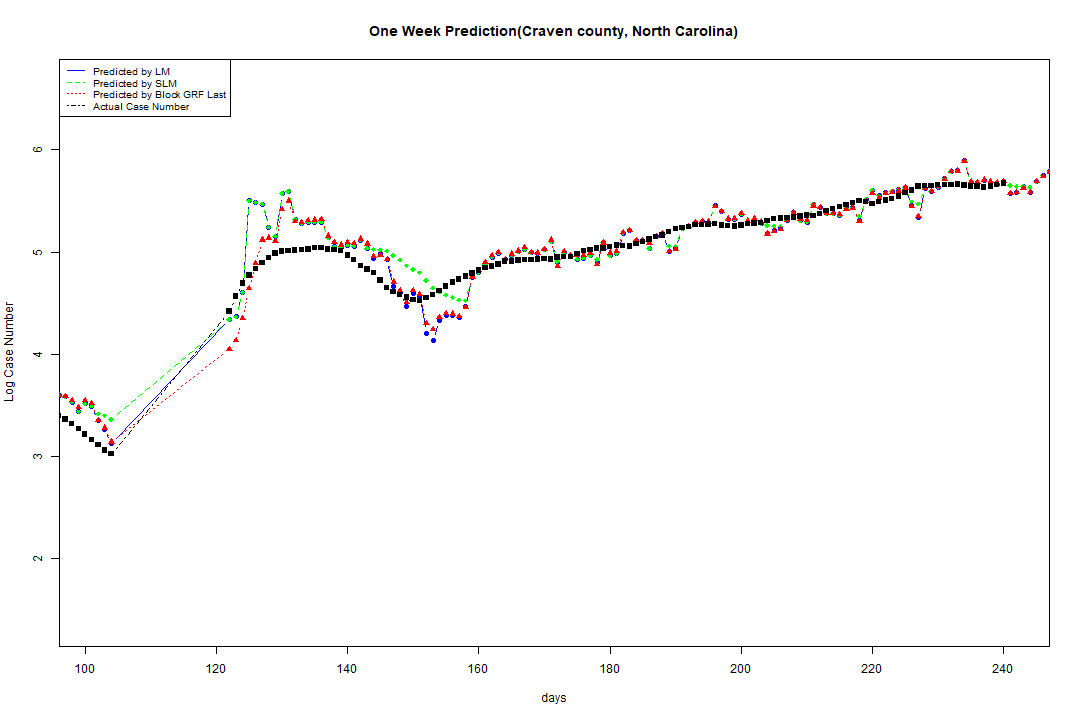 One Week Prediction(Craven county, North Carolina)
Predicted by LM
Predicted by SLM
Predicted by Block GRF Last
Actual Case Number
6
5
4
3
2
Log Case Number
100 120 140 160 180 200 220 240
days